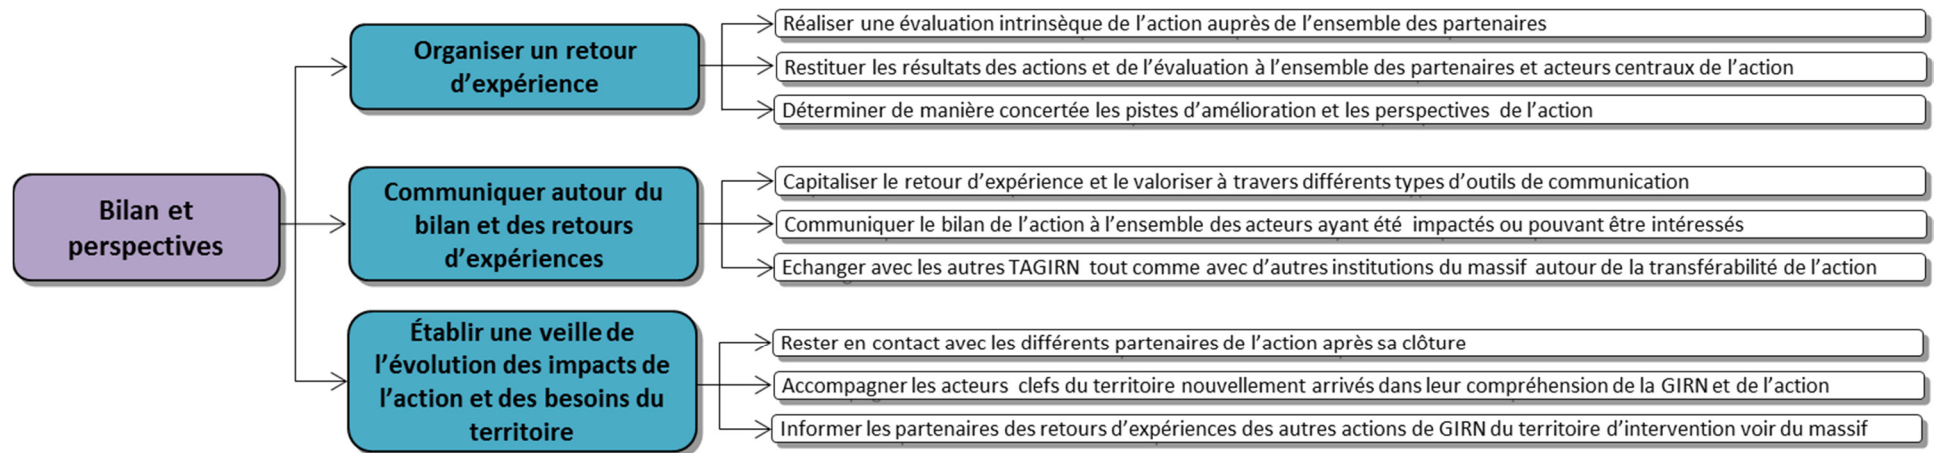 Bilan et
perspectives
Organiser un retour
d'expérience
Réaliser une évaluation intrinsèque de l'action auprès de l'ensemble des partenaires
Restituer les résultats des actions et de l'évaluation à l'ensemble des partenaires et acteurs centraux de l'action
Déterminer de manière concertée les pistes d'amélioration et les perspectives de l'action
Communiquer autour du
bilan et des retours
d'expériences
Capitaliser le retour d'expérience et le valoriser à travers différents types d'outils de communication
Communiquer le bilan de l'action à l'ensemble des acteurs ayant été impactés ou pouvant être intéressés
Echanger avec les autres TAGIRN tout comme avec d'autres institutions du massif autour de la transférabilité de l'action
Établir une veille de
l'évolution des impacts de
l'action et des besoins du
territoire
Rester en contact avec les différents partenaires de l'action après sa clôture
Accompagner les acteurs clefs du territoire nouvellement arrivés dans leur compréhension de la GIRN et de l'action
Informer les partenaires des retours d'expériences des autres actions de GIRN du territoire d'intervention voir du massif